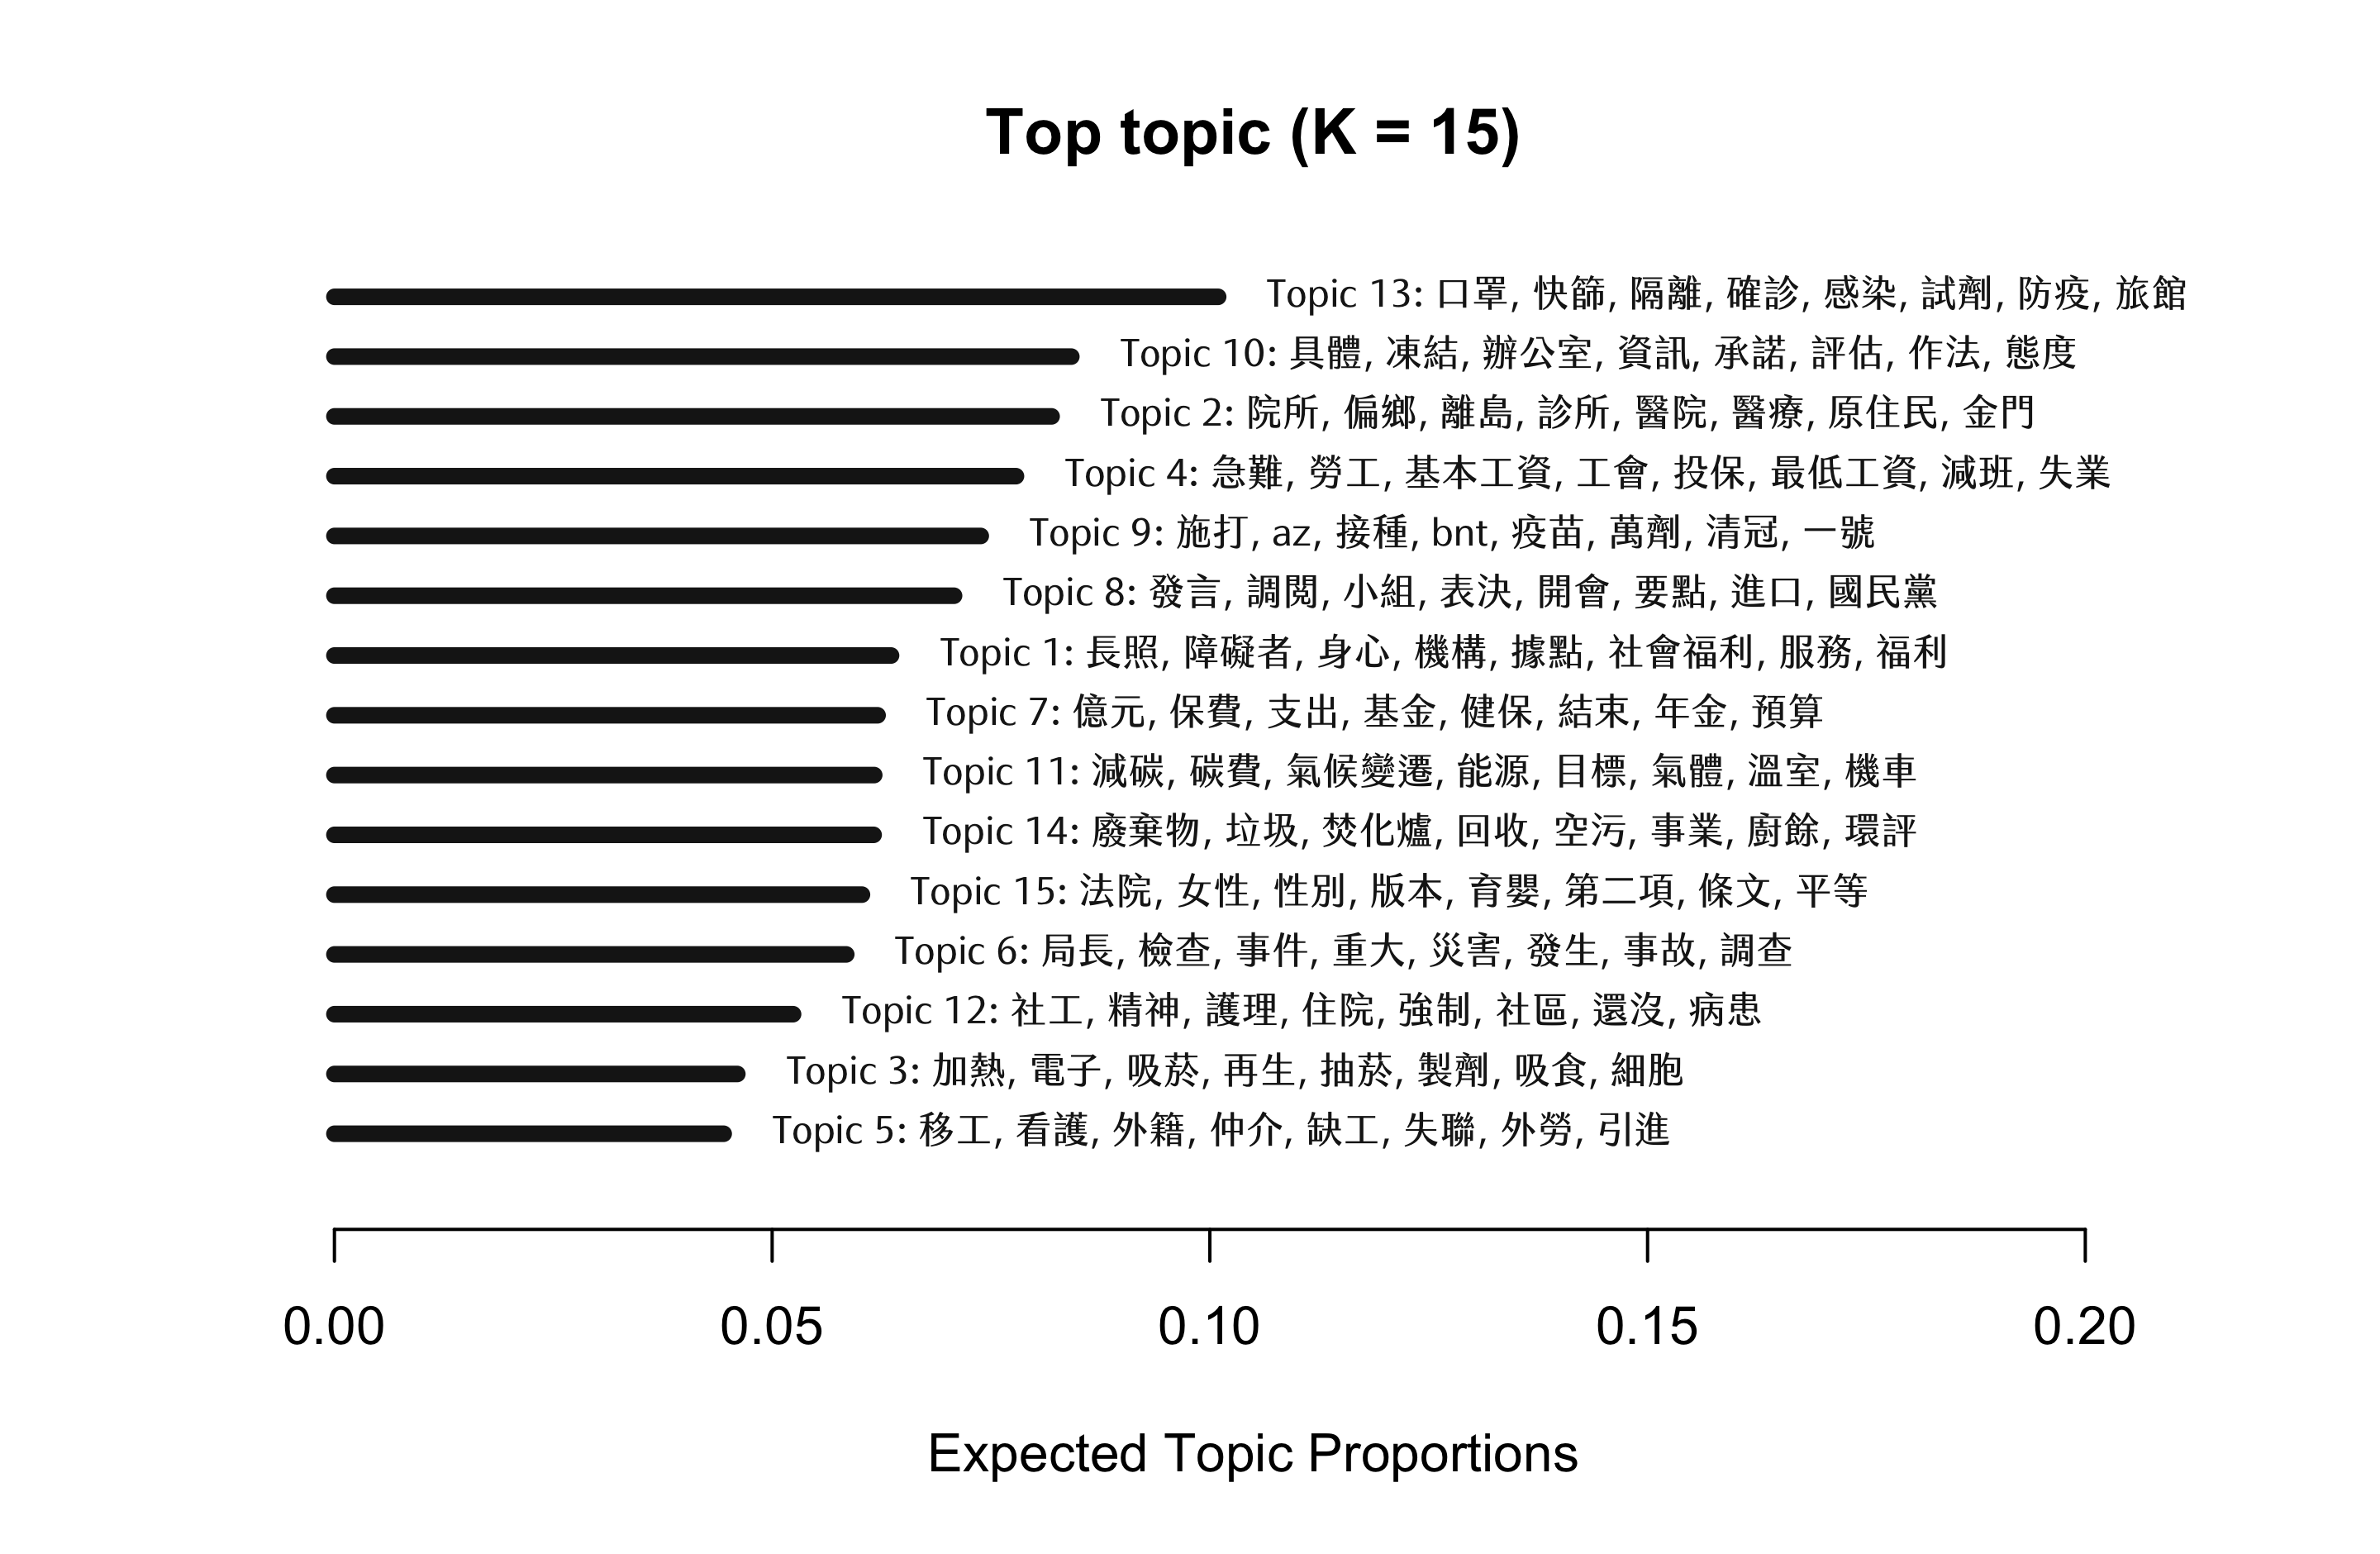 Top topic (K = 15)
Topic 13: 口罩, 快篩, 隔離, 確診, 感染, 試劑, 防疫, 旅館
Topic 10: 具體, 凍結, 辦公室, 資訊, 承諾, 評估, 作法, 態度
Topic 2: 院所, 偏鄉, 離島, 診所, 醫院, 醫療, 原住民, 金門
Topic 4: 急難, 勞工, 基本工資, 工會, 投保, 最低工資, 減班, 失業
Topic 9: 施打, az, 接種, bnt, 疫苗, 萬劑, 清冠, 一號
Topic 8: 發言, 調閱, 小組, 表決, 開會, 要點, 進口, 國民黨
Topic 1: 長照, 障礙者, 身心, 機構, 據點, 社會福利, 服務, 福利
Topic 7: 億元, 保費, 支出, 基金, 健保, 結束, 年金, 預算
Topic 11: 減碳, 碳費, 氣候變遷, 能源, 目標, 氣體, 溫室, 機車
Topic 14: 廢棄物, 垃圾, 焚化爐, 回收, 空污, 事業, 廚餘, 環評
Topic 15: 法院, 女性, 性別, 版本, 育嬰, 第二項, 條文, 平等
Topic 6: 局長, 檢查, 事件, 重大, 災害, 發生, 事故, 調查
Topic 12: 社工, 精神, 護理, 住院, 強制, 社區, 還沒, 病患
Topic 3: 加熱, 電子, 吸菸, 再生, 抽菸, 製劑, 吸食, 細胞
Topic 5: 移工, 看護, 外籍, 仲介, 缺工, 失聯, 外勞, 引進
0.00 0.05 0.10 0.15 0.20
Expected Topic Proportions